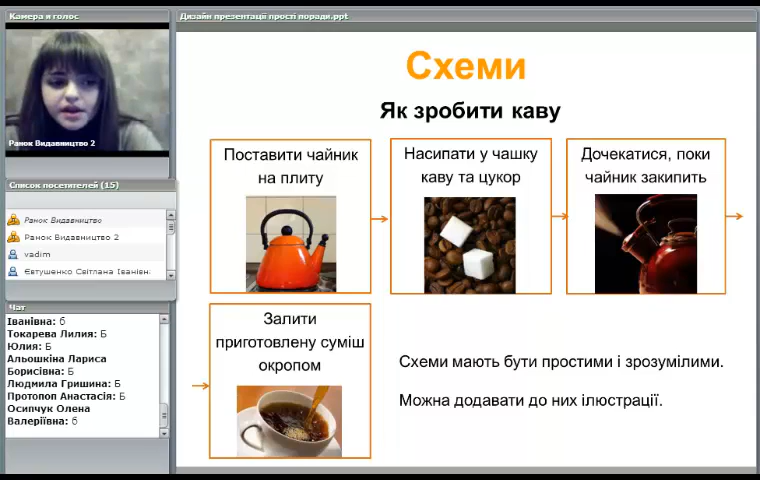 Камера и голос
Ранок Видавництво 2
Список посетителей (15)
Ранок Видавництво
Ранок Видавництво 2
vadim
Євтушенко Світлана Іванівн
Чат
Іванівна: б
Токарева Лилия: Б
Юлия: Б
Альошкіна Лариса
Борисівна: Б
Людмила Гришина: Б
Протопоп Анастасія: Б
Осипчук Олена
Валеріївна: б
Дизайн презентації прості поради.ppt
Схеми
Як зробити каву
Поставити чайник
на плиту
Насипати у чашку
каву та цукор
Дочекатися, поки
чайник закипить
Залити
приготовлену суміш
окропом
Схеми мають бути простими і зрозумілими.
Можна додавати до них ілюстрації.